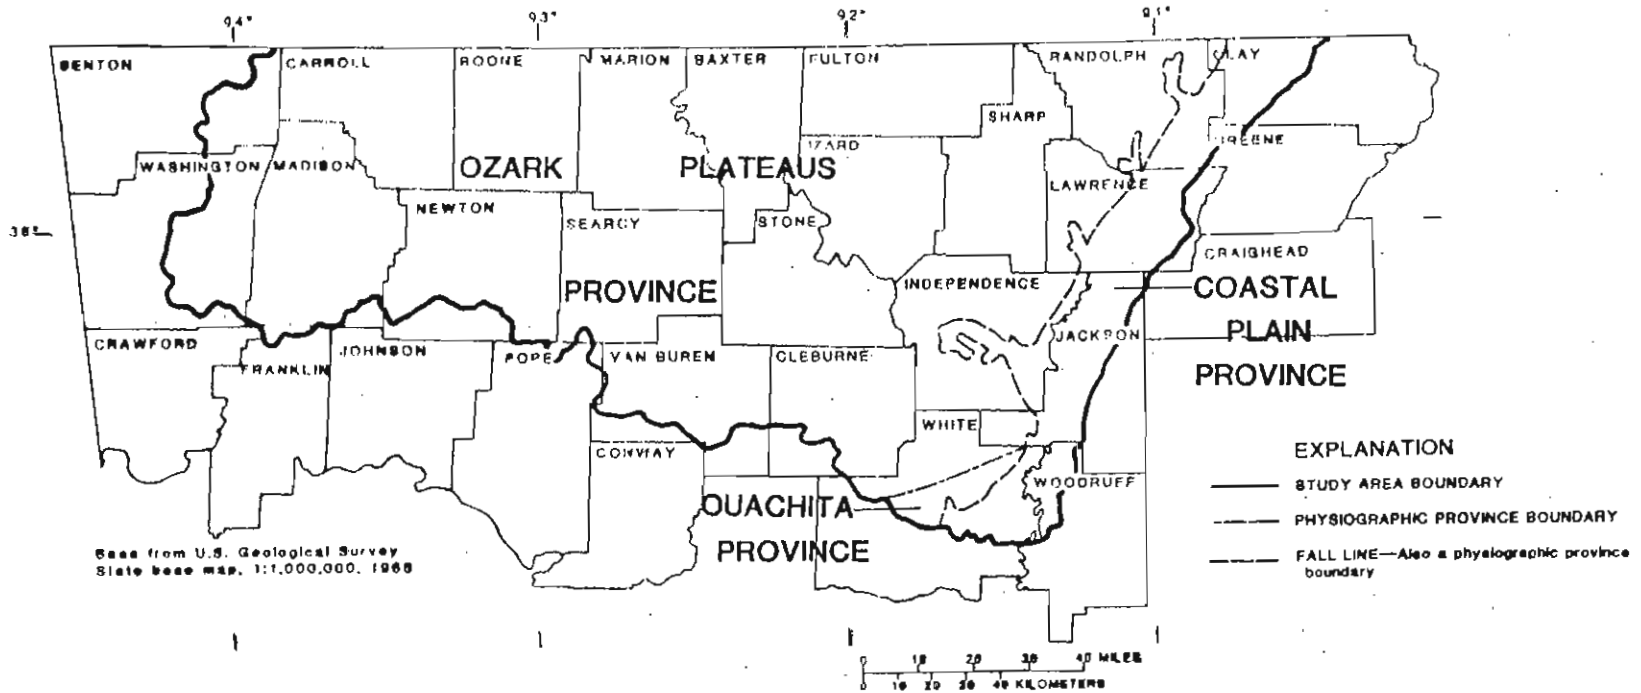 94° 93° 92° 91°
BENTON CARROLL BOONE MARION BAXTER FULTON RANDOLPH CLAY
SHARP
IZARD GREENE
WASHINGTON MADISON OZARK PLATEAUS
LAWRENCE
NEWTON SEARCY STONE
36°
CRAIGHEAD
INDEPENDENCE
PROVINCE COASTAL
JACKSON PLAIN
CRAWFORD JOHNSON POPE VAN BUREN CLEBURNE
FRANKLIN PROVINCE
WHITE
CONWAY
WOODRUFF
OUACHITA
PROVINCE
EXPLANATION
STUDY AREA BOUNDARY
PHYSIOGRAPHIC PROVINCE BOUNDARY
FALL LINE—Also a physiographic province
boundary
Base from U.S. Geological Survey
State base map, 1:1,000,000,
0 10 20 30 40 MILES
0 10 20 30 40 KILOMETERS